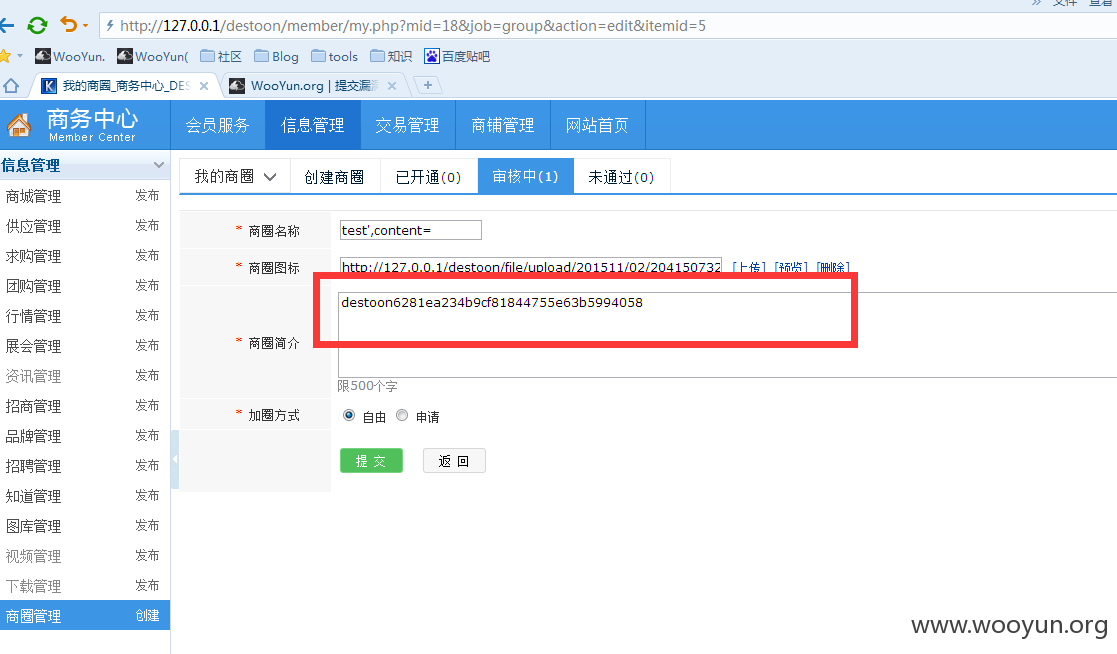 文件 查看
http://127.0.0.1/destoon/member/my.php?mid=18&job=group&action=edit&itemid=5
WooYun. WooYun( 社区 Blog tools 知识 百度贴吧
我的商圈_商务中心_DES WooYun.org | 提交漏洞
商务中心
Member Center
会员服务 信息管理 交易管理 商铺管理 网站首页
信息管理
我的商圈 创建商圈 已开通(0) 审核中(1) 未通过(0)
商城管理 发布
供应管理 发布
求购管理 发布
团购管理 发布
行情管理 发布
展会管理 发布
资讯管理 发布
招商管理 发布
品牌管理 发布
招聘管理 发布
知道管理 发布
图库管理 发布
视频管理 发布
下载管理 发布
商圈管理 创建
* 商圈名称 test',content=
* 商圈图标 http://127.0.0.1/destoon/file/upload/201511/02/204150732 [上传] [预览] [删除]
* 商圈简介 destoon6281ea234b9cf81844755e63b5994058
限500个字
* 加圈方式 自由 申请
提 交 返 回
www.wooyun.org